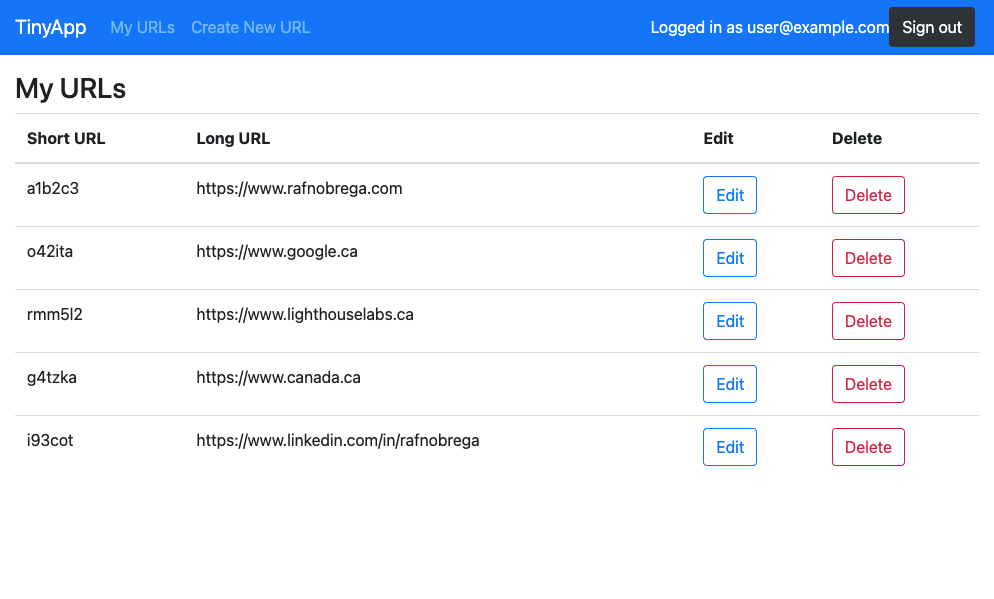 TinyApp My URLs Create New URL Logged in as user@example.com Sign out
My URLs
Short URL Long URL Edit Delete
a1b2c3 https://www.rafnobrega.com Edit Delete
o42ita https://www.google.ca Edit Delete
rmm5l2 https://www.lighthouselabs.ca Edit Delete
g4tzka https://www.canada.ca Edit Delete
i93cot https://www.linkedin.com/in/rafnobrega Edit Delete